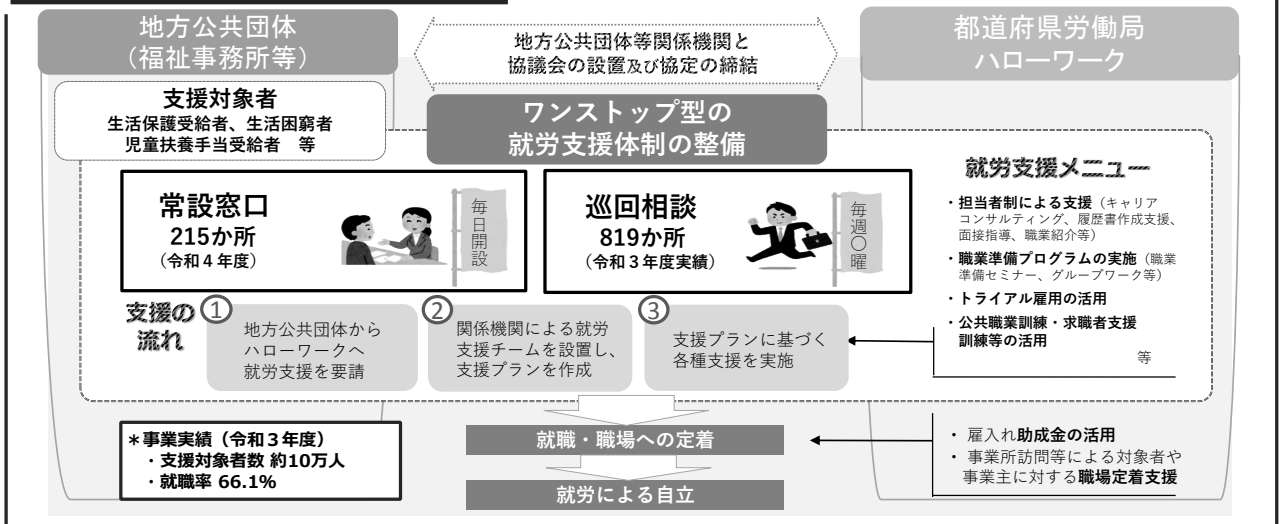 地方公共団体
（福祉事務所等）
地方公共団体等関係機関と
協議会の設置及び協定の締結
都道府県労働局
ハローワーク
支援対象者
生活保護受給者、生活困窮者
児童扶養手当受給者　等
ワンストップ型の
就労支援体制の整備
常設窓口
215か所
（令和４年度）
毎日開設
巡回相談
819か所
（令和３年度実績）
毎週〇曜
就労支援メニュー
・担当者制による支援（キャリア
コンサルティング、履歴書作成支援、
面接指導、職業紹介等）
・職業準備プログラムの実施（職業
準備セミナー、グループワーク等）
・トライアル雇用の活用
・公共職業訓練・求職者支援
訓練等の活用
等
支援の
流れ
①
地方公共団体から
ハローワークへ
就労支援を要請
②
関係機関による就労
支援チームを設置し、
支援プランを作成
③
支援プランに基づく
各種支援を実施
＊事業実績（令和３年度）
・支援対象者数 約10万人
・就職率 66.1%
就職・職場への定着
就労による自立
・ 雇入れ助成金の活用
・ 事業所訪問等による対象者や
事業主に対する職場定着支援